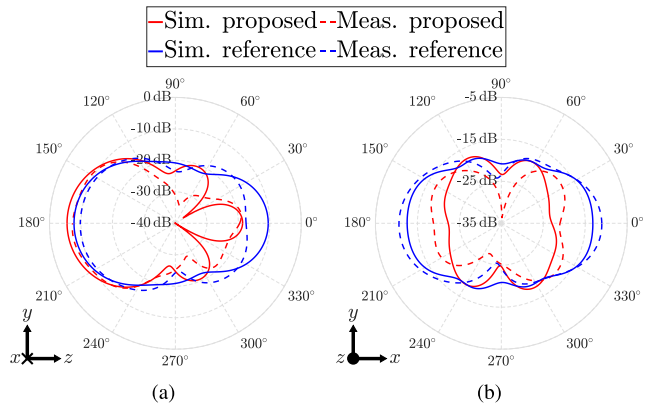 Sim. proposed Meas. proposed
Sim. reference Meas. reference
90°
120° 0 dB 60°
-10 dB
150° -20 dB 30°
-30 dB
180° -40 dB 0°
210° 330°
240° 300°
270°
y
x z
(a)
90°
120° -5 dB 60°
-15 dB
150° 30°
-25 dB
180° -35 dB 0°
210° 330°
240° 300°
270°
y
z x
(b)